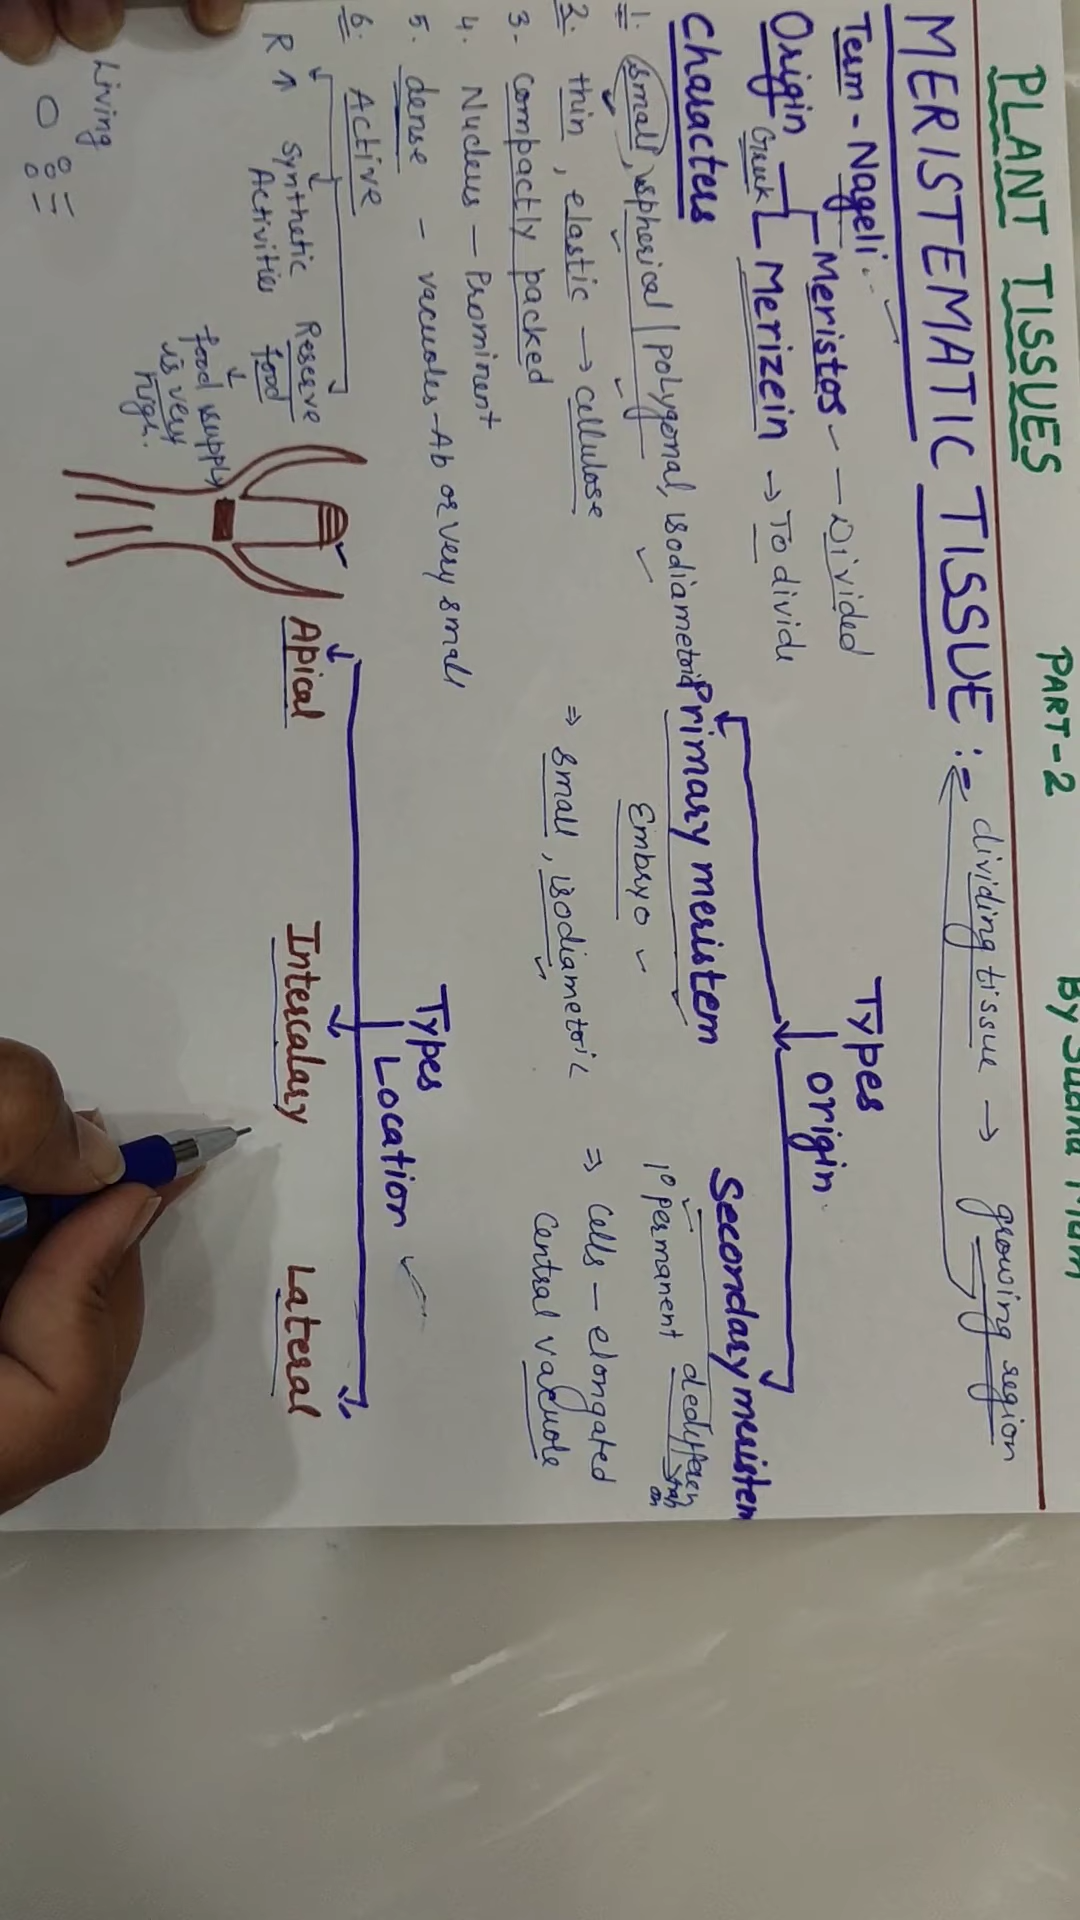 PLANT TISSUES PART-2
MERISTEMATIC TISSUE :- dividing tissue → growing region
Term - Nageli
Origin Meristos - Divided
Greek Merizein → To divide
Characters
1. Small, spherical / polygonal, isodiametric
2. thin, elastic → cellulose
3. Compactly packed
4. Nucleus - Prominent
5. dense - vacuoles - Ab or very small
6. Active
R ↑ Synthetic Activities Reserve food
food supply is very high.
Living
Types
origin
Primary meristem Secondary meristem
Embryo 1° permanent
⇒ small, isodiametric ⇒ Cells - elongated
Central vacuole
Types
Location
Apical Intercalary Lateral